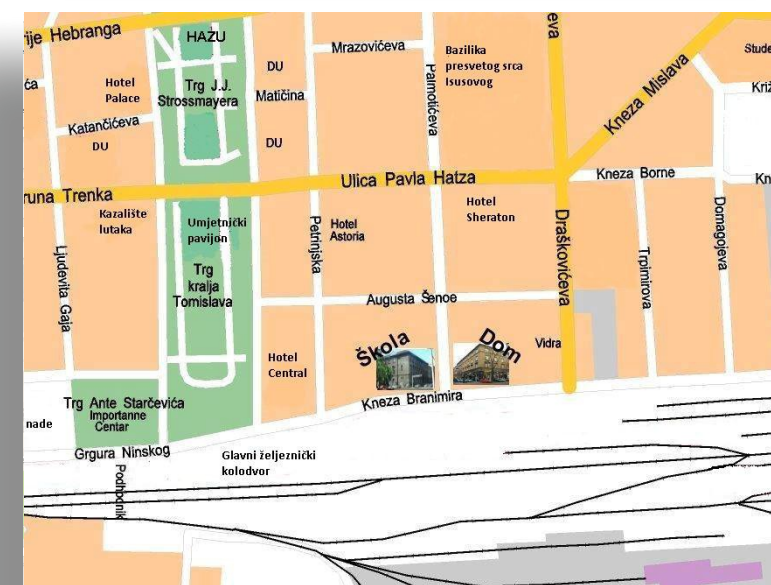 rije Hebranga
HAZU
Mrazovićeva
eva
Bazilika
presvetog srca
Isusovog
Stude
ća
Hotel
Palace
Trg J.J.
Strossmayera
DU
Matičina
Palmotićeva
Kneza Mislava
Križ
Katančićeva
DU
DU
runa Trenka
Ulica Pavla Hatza
Kneza Borne
Kn
Kazalište
lutaka
Umjetnički
pavijon
Petrinjska
Hotel
Astoria
Hotel
Sheraton
Draškovićeva
Domagojeva
Ljudevita Gaja
Trg
kralja
Tomislava
Trpimirova
Augusta Šenoe
Hotel
Central
Škola
Dom
Vidra
Trg Ante Starčevića
Importanne
Centar
Kneza Branimira
nade
Grgura Ninskog
Glavni željeznički
kolodvor